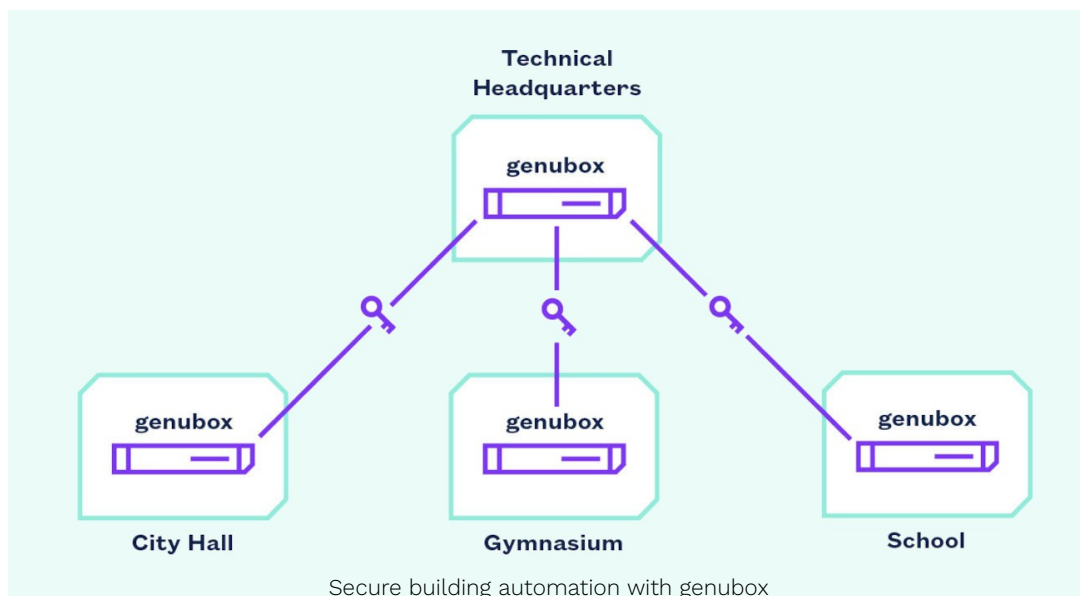 Technical
Headquarters
genubox
genubox
genubox
genubox
City Hall
Gymnasium
School
Secure building automation with genubox